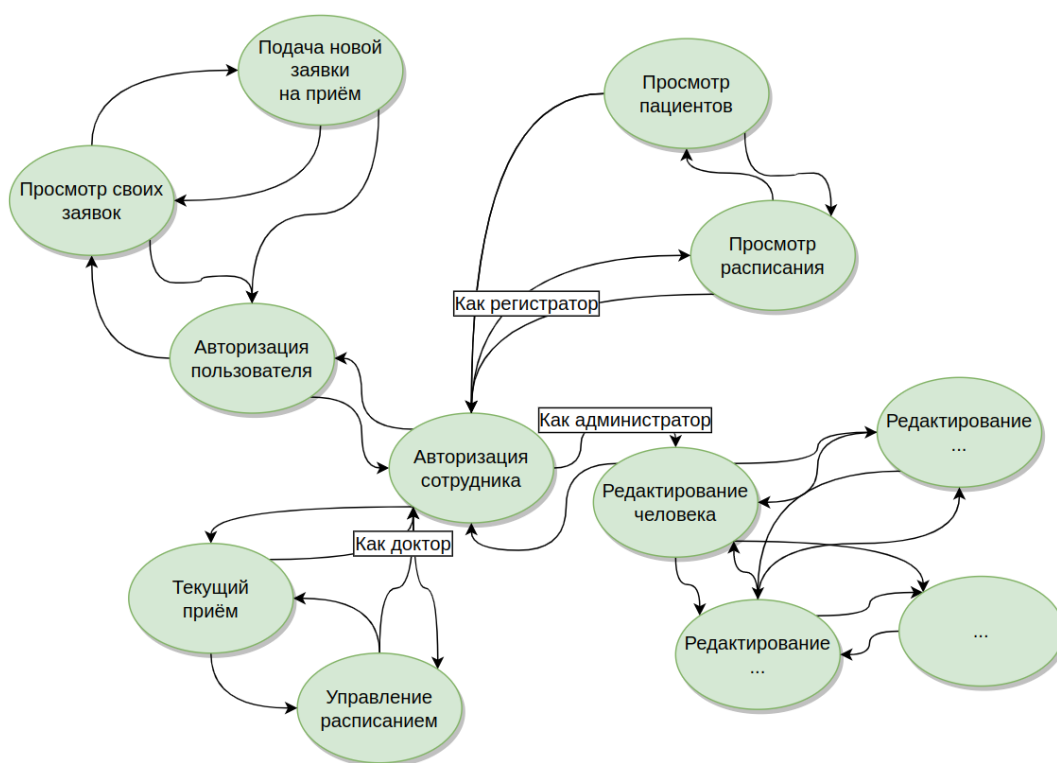 Подача новой
заявки
на приём
Просмотр
пациентов
Просмотр своих
заявок
Просмотр
расписания
Как регистратор
Авторизация
пользователя
Как администратор
Редактирование
...
Авторизация
сотрудника
Редактирование
человека
Как доктор
Текущий
приём
Редактирование
...
...
Управление
расписанием